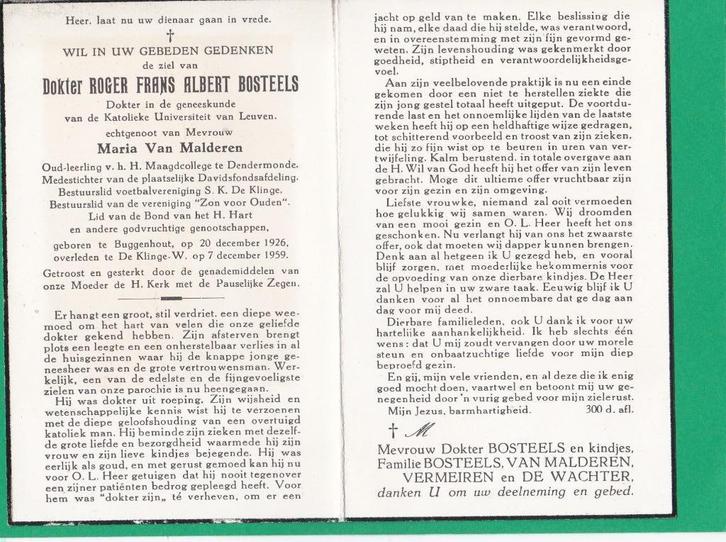 Heer, laat nu uw dienaar gaan in vrede.
†
WIL IN UW GEBEDEN GEDENKEN
de ziel van
Dokter ROGER FRANS ALBERT BOSTEELS
Dokter in de geneeskunde
van de Katolieke Universiteit van Leuven.
echtgenoot van Mevrouw
Maria Van Malderen
Oud-leerling v. h. H. Maagdcollege te Dendermonde.
Medestichter van de plaatselijke Davidsfondsafdeling.
Bestuurslid voetbalvereniging S. K. De Klinge.
Bestuurslid van de vereniging "Zon voor Ouden".
Lid van de Bond van het H. Hart
en andere godvruchtige genootschappen,
geboren te Buggenhout, op 20 december 1926,
overleden te De Klinge-W. op 7 december 1959.
Getroost en gesterkt door de genademiddelen van
onze Moeder de H. Kerk met de Pauselijke Zegen.
Er hangt een groot, stil verdriet, een diepe wee-
moed om het hart van velen die onze geliefde
dokter gekend hebben. Zijn afsterven brengt
plots een leegte en een onherstelbaar verlies in al
de huisgezinnen waar hij de knappe jonge ge-
neesheer was en de grote vertrouwensman. Wer-
kelijk, een van de edelste en de fijngevoeligste
zielen van onze parochie is nu heengegaan.
Hij was dokter uit roeping. Zijn wijsheid en
wetenschappelijke kennis wist hij te verzoenen
met de diepe geloofshouding van een overtuigd
katoliek man. Hij beminde zijn zieken met dezelf-
de grote liefde en bezorgdheid waarmede hij zijn
vrouw en zijn lieve kindjes bejegende. Hij was
eerlijk als goud, en met gerust gemoed kan hij nu
voor O. L. Heer getuigen dat hij nooit tegenover
een zijner patiënten bedrog gepleegd heeft. Voor
hem was "dokter zijn,, té verheven, om er een
jacht op geld van te maken. Elke beslissing die
hij nam, elke daad die hij stelde, was verantwoord,
en in overeenstemming met zijn fijn gevormd ge-
weten. Zijn levenshouding was gekenmerkt door
goedheid, stiptheid en verantwoordelijkheidsge-
voel.
Aan zijn veelbelovende praktijk is nu een einde
gekomen door een niet te herstellen ziekte die
zijn jong gestel totaal heeft uitgeput. De voortdu-
rende last en het onnoemlijke lijden van de laatste
weken heeft hij op een heldhaftige wijze gedragen,
tot schitterend voorbeeld en troost van zijn zieken,
die hij zo fijn wist op te beuren in uren van ver-
twijfeling. Kalm berustend, in totale overgave aan
de H. Wil van God heeft hij het offer van zijn leven
gebracht. Moge dit ultieme offer vruchtbaar zijn
voor zijn gezin en zijn omgeving.
Liefste vrouwke, niemand zal ooit vermoeden
hoe gelukkig wij samen waren. Wij droomden
van een mooi gezin en O. L. Heer heeft het ons
geschonken. Nu verlangt hij van ons het zwaarste
offer, ook dat moeten wij dapper kunnen brengen.
Denk aan al hetgeen ik U gezegd heb, en vooral
blijf zorgen, met moederlijke bekommernis voor
de opvoeding van onze dierbare kindjes. De Heer
zal U helpen in uw zware taak. Eeuwig blijf ik U
danken voor al het onnoembare dat ge dag aan
dag voor mij deed.
Dierbare familieleden, ook U dank ik voor uw
hartelijke aanhankelijkheid. Ik heb slechts één
wens: dat U mij zoudt vervangen door uw morele
steun en onbaatzuchtige liefde voor mijn diep
beproefd gezin.
En gij, mijn vele vrienden, en al deze die ik enig
goed mocht doen, vaartwel en betoont mij uw ge-
negenheid door 'n vurig gebed voor mijn zielerust.
Mijn Jezus, barmhartigheid. 300 d. afl.
†
Mevrouw Dokter BOSTEELS en kindjes,
Familie BOSTEELS, VAN MALDEREN,
VERMEIREN en DE WACHTER,
danken U om uw deelneming en gebed.